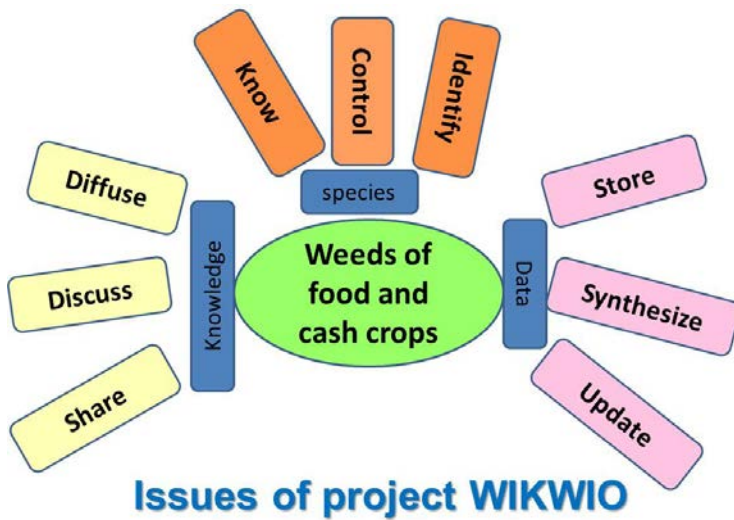 Know
Control
Identify
Diffuse
species
Store
Knowledge
Weeds of
food and
cash crops
Data
Discuss
Synthesize
Share
Update
Issues of project WIKWIO